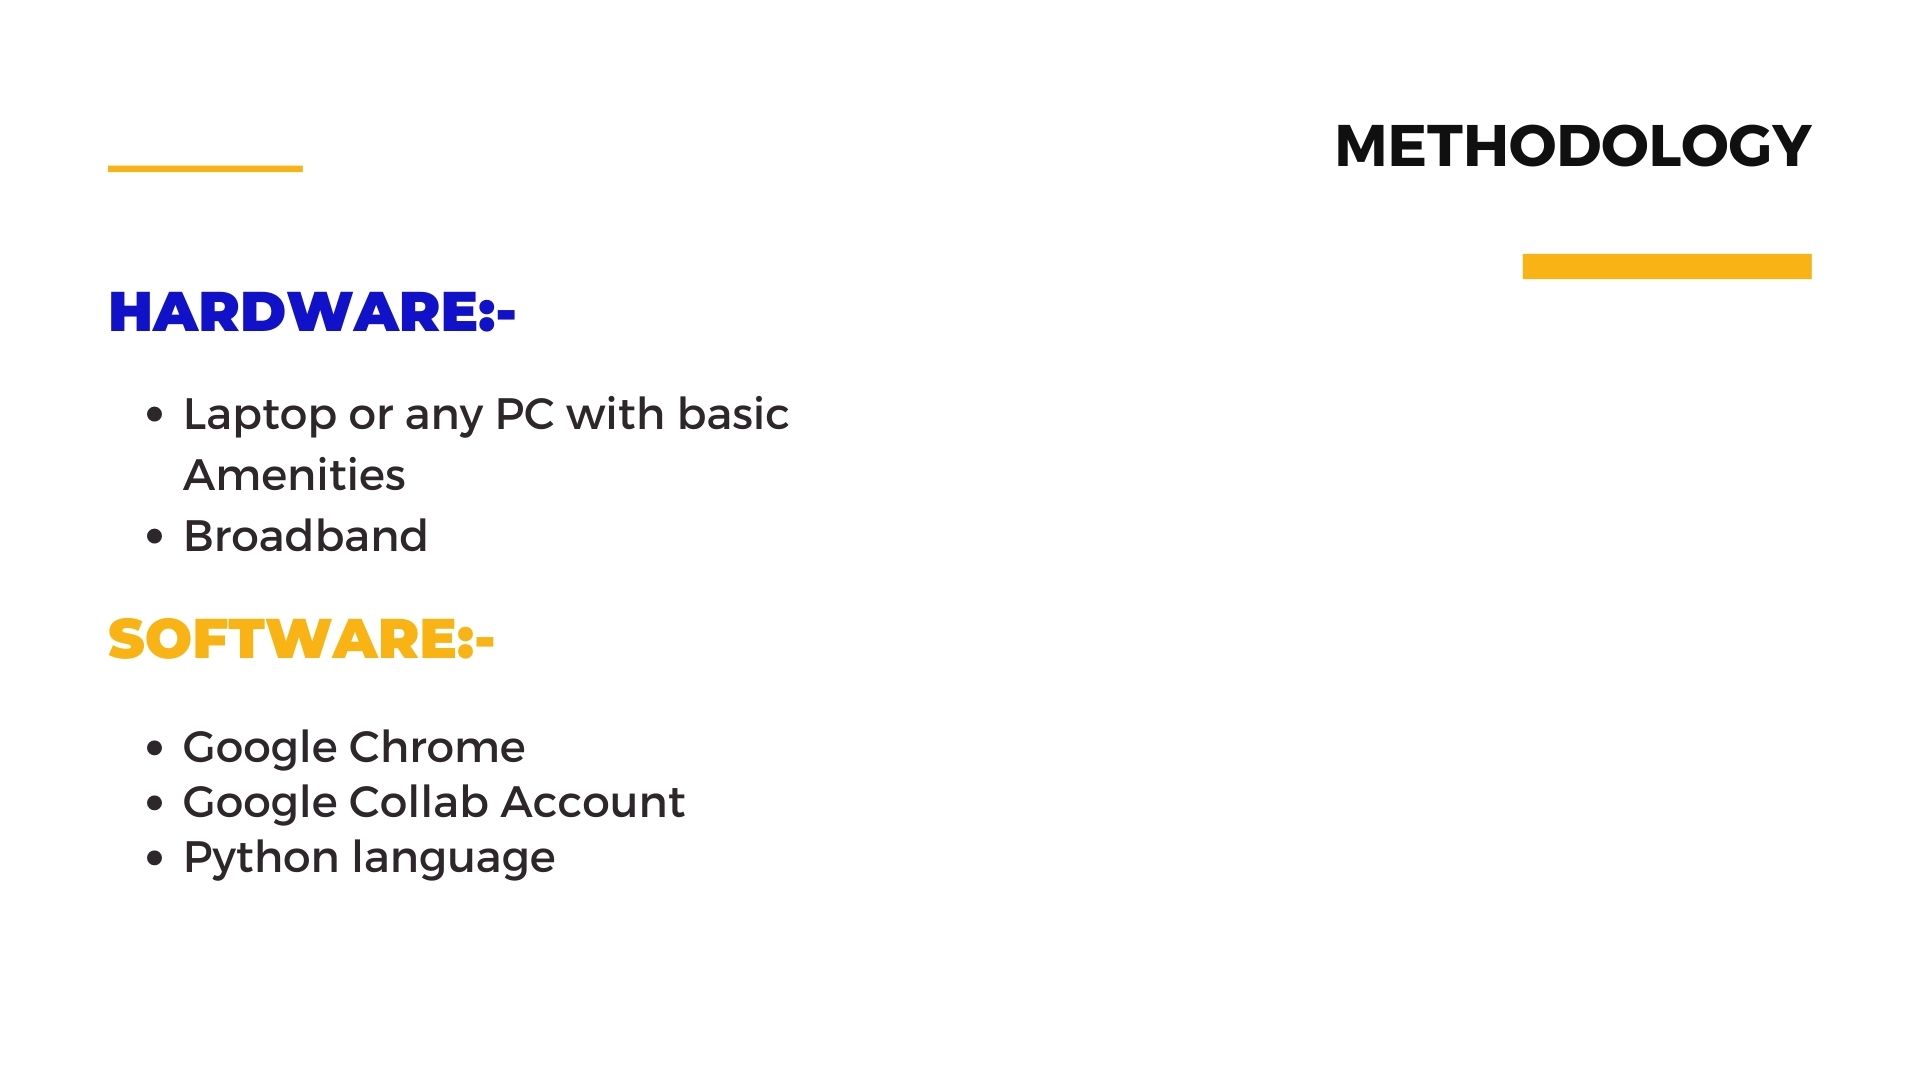 METHODOLOGY
HARDWARE:-
• Laptop or any PC with basic
Amenities
• Broadband
SOFTWARE:-
• Google Chrome
• Google Collab Account
• Python language